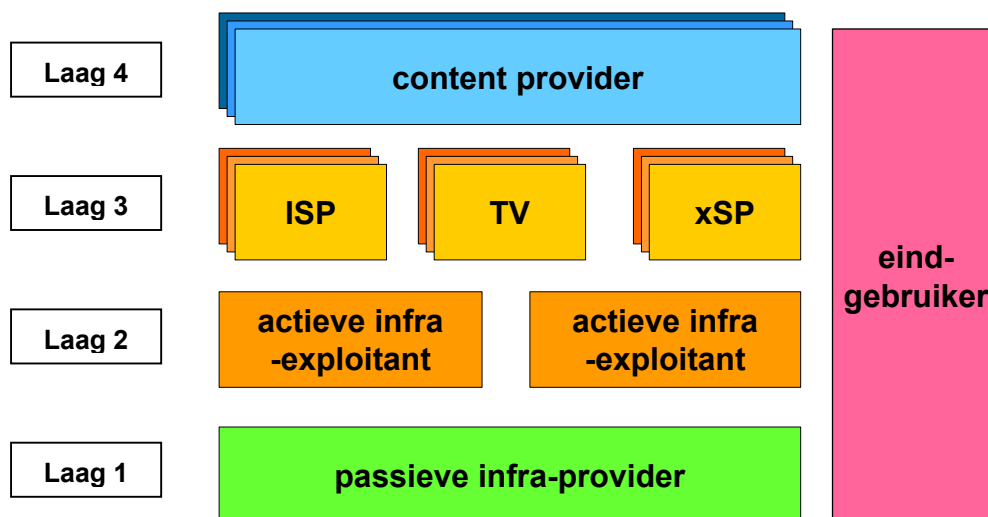 Laag 4
content provider
Laag 3
ISP
TV
xSP
eind-
gebruiker
Laag 2
actieve infra
-exploitant
actieve infra
-exploitant
Laag 1
passieve infra-provider